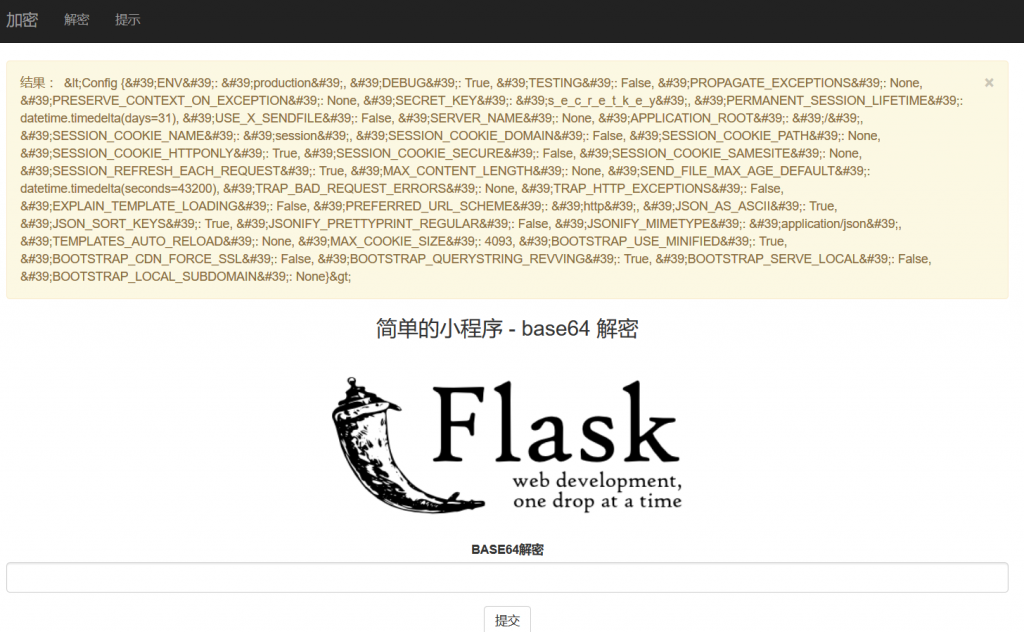 加密 解密 提示
结果： &lt;Config {&#39;ENV&#39;: &#39;production&#39;, &#39;DEBUG&#39;: True, &#39;TESTING&#39;: False, &#39;PROPAGATE_EXCEPTIONS&#39;: None, ×
&#39;PRESERVE_CONTEXT_ON_EXCEPTION&#39;: None, &#39;SECRET_KEY&#39;: &#39;s_e_c_r_e_t_k_e_y&#39;, &#39;PERMANENT_SESSION_LIFETIME&#39;:
datetime.timedelta(days=31), &#39;USE_X_SENDFILE&#39;: False, &#39;SERVER_NAME&#39;: None, &#39;APPLICATION_ROOT&#39;: &#39;/&#39;,
&#39;SESSION_COOKIE_NAME&#39;: &#39;session&#39;, &#39;SESSION_COOKIE_DOMAIN&#39;: False, &#39;SESSION_COOKIE_PATH&#39;: None,
&#39;SESSION_COOKIE_HTTPONLY&#39;: True, &#39;SESSION_COOKIE_SECURE&#39;: False, &#39;SESSION_COOKIE_SAMESITE&#39;: None,
&#39;SESSION_REFRESH_EACH_REQUEST&#39;: True, &#39;MAX_CONTENT_LENGTH&#39;: None, &#39;SEND_FILE_MAX_AGE_DEFAULT&#39;:
datetime.timedelta(seconds=43200), &#39;TRAP_BAD_REQUEST_ERRORS&#39;: None, &#39;TRAP_HTTP_EXCEPTIONS&#39;: False,
&#39;EXPLAIN_TEMPLATE_LOADING&#39;: False, &#39;PREFERRED_URL_SCHEME&#39;: &#39;http&#39;, &#39;JSON_AS_ASCII&#39;: True,
&#39;JSON_SORT_KEYS&#39;: True, &#39;JSONIFY_PRETTYPRINT_REGULAR&#39;: False, &#39;JSONIFY_MIMETYPE&#39;: &#39;application/json&#39;,
&#39;TEMPLATES_AUTO_RELOAD&#39;: None, &#39;MAX_COOKIE_SIZE&#39;: 4093, &#39;BOOTSTRAP_USE_MINIFIED&#39;: True,
&#39;BOOTSTRAP_CDN_FORCE_SSL&#39;: False, &#39;BOOTSTRAP_QUERYSTRING_REVVING&#39;: True, &#39;BOOTSTRAP_SERVE_LOCAL&#39;: False,
&#39;BOOTSTRAP_LOCAL_SUBDOMAIN&#39;: None}&gt;
简单的小程序 - base64 解密
Flask
web development,
one drop at a time
BASE64解密
提交